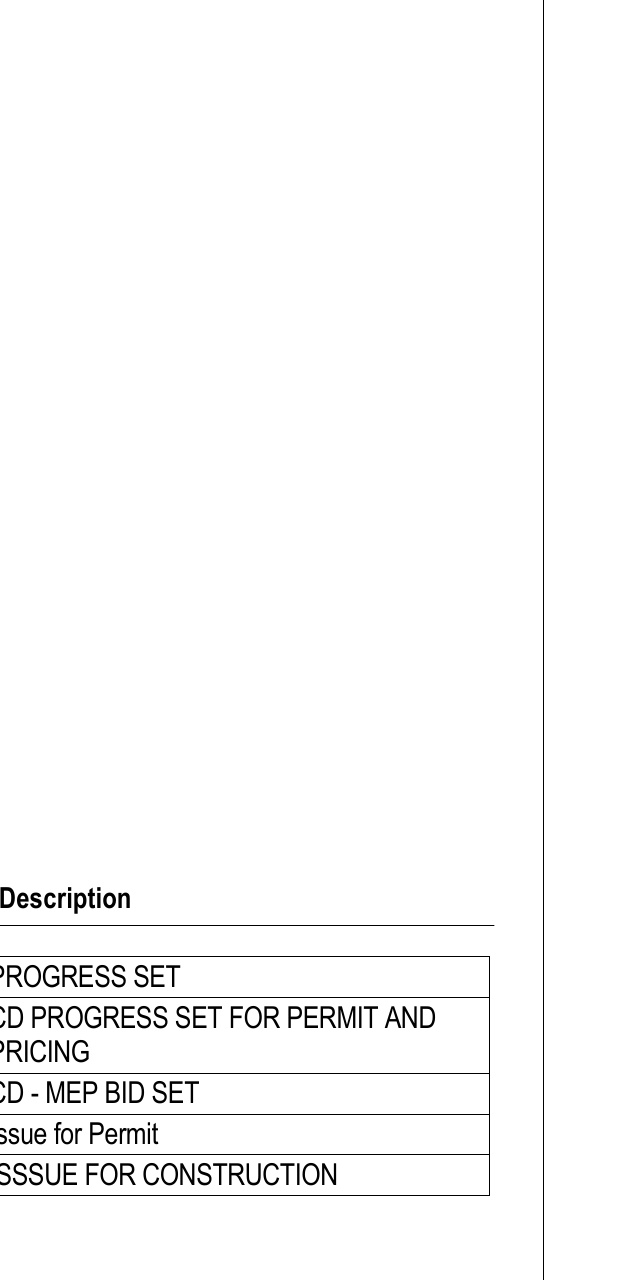 Description
PROGRESS SET
CD PROGRESS SET FOR PERMIT AND
PRICING
CD - MEP BID SET
ssue for Permit
SSSUE FOR CONSTRUCTION